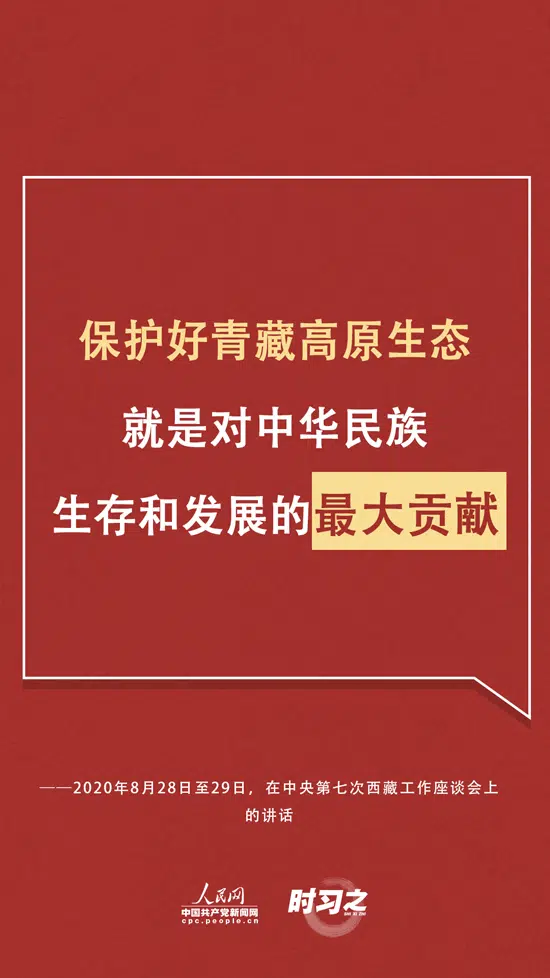 保护好青藏高原生态
就是对中华民族
生存和发展的最大贡献
——2020年8月28日至29日，在中央第七次西藏工作座谈会上
的讲话
人民网
中国共产党新闻网
cpc.people.cn
时习之
SHI XI ZHI